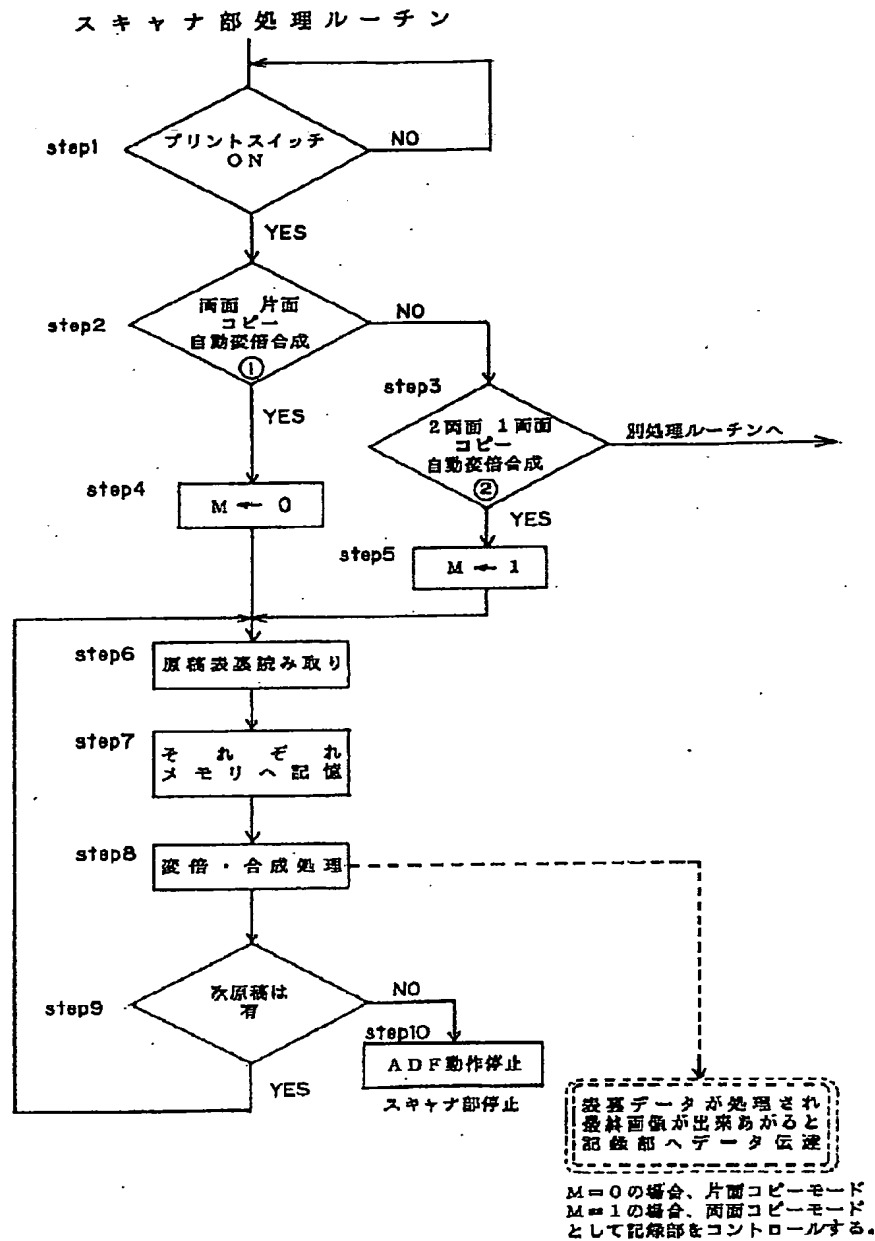 スキャナ部処理ルーチン
step1
プリントスイッチ
ON
NO
YES
step2
両面 片面
コピー
自動変倍合成
①
NO
YES
step3
2両面 1両面
コピー
自動変倍合成
②
別処理ルーチンへ
YES
step4
M ← 0
step5
M ← 1
step6
原稿表裏読み取り
step7
それぞれ
メモリへ記憶
step8
変倍・合成処理
step9
次原稿は
有
NO
YES
step10
ADF動作停止
スキャナ部停止
表裏データが処理され
最終画像が出来あがると
記録部へデータ伝達
M=0の場合、片面コピーモード
M=1の場合、両面コピーモード
として記録部をコントロールする。